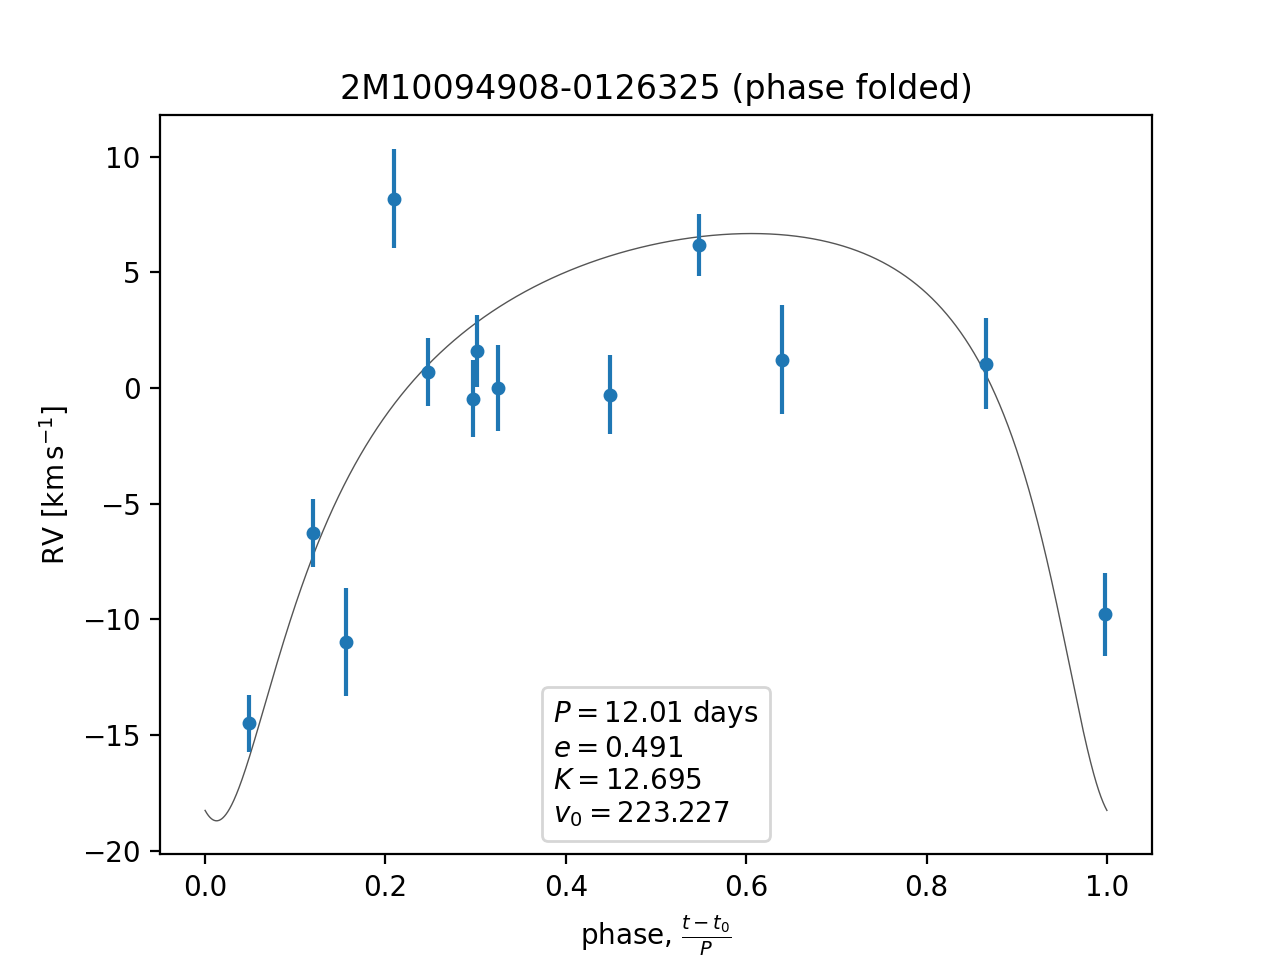 2M10094908-0126325 (phase folded)
10
5
0
−5
−10
−15
−20
RV [km s⁻¹]
P = 12.01 days
e = 0.491
K = 12.695
v₀ = 223.227
0.0 0.2 0.4 0.6 0.8 1.0
phase, (t − t₀)/P